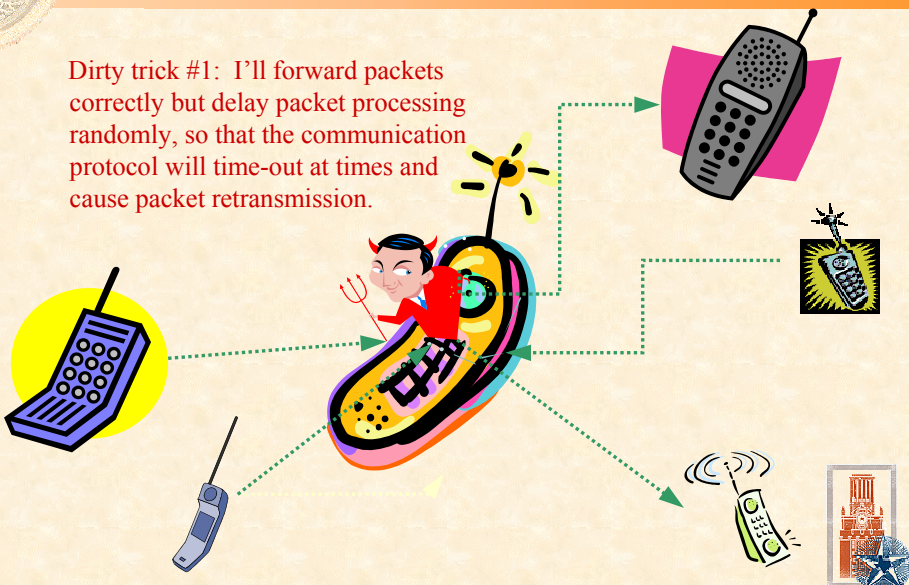 Dirty trick #1:  I’ll forward packets
correctly but delay packet processing
randomly, so that the communication
protocol will time-out at times and
cause packet retransmission.